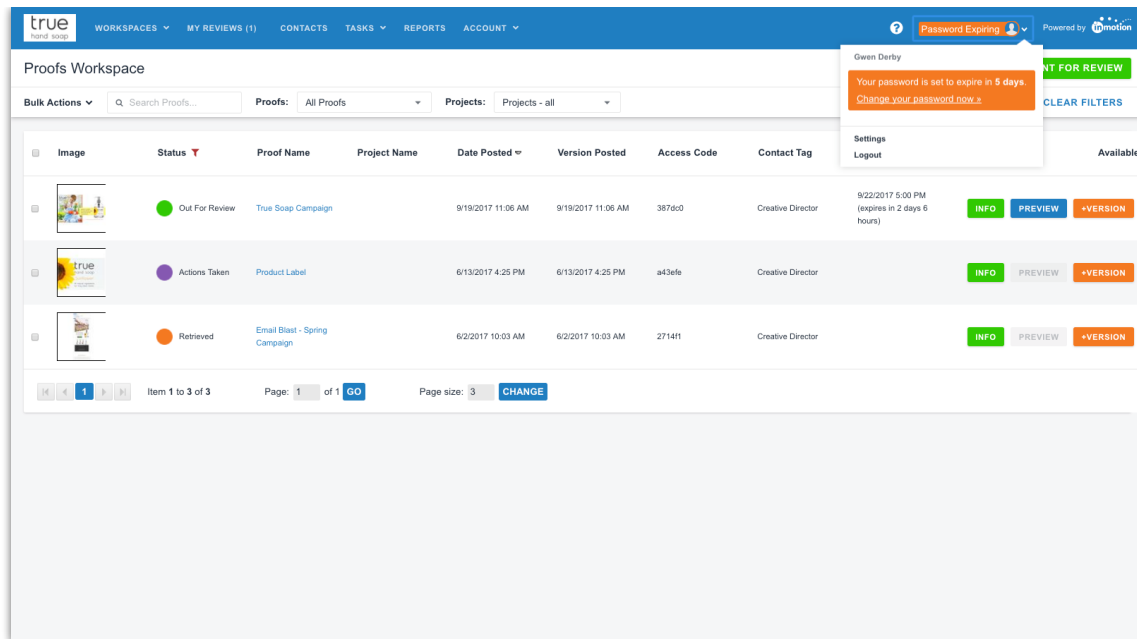 true
hand soap
WORKSPACES MY REVIEWS (1) CONTACTS TASKS REPORTS ACCOUNT
? Password Expiring Powered by inmotion
Proofs Workspace
Gwen Derby
NT FOR REVIEW
Your password is set to expire in 5 days.
Change your password now »
Bulk Actions Search Proofs... Proofs: All Proofs Projects: Projects - all
CLEAR FILTERS
Settings
Logout
Image Status Proof Name Project Name Date Posted Version Posted Access Code Contact Tag Available
Out For Review True Soap Campaign 9/19/2017 11:06 AM 9/19/2017 11:06 AM 387dc0 Creative Director
9/22/2017 5:00 PM
(expires in 2 days 6
hours)
INFO PREVIEW +VERSION
true
Actions Taken Product Label 6/13/2017 4:25 PM 6/13/2017 4:25 PM a43efe Creative Director INFO PREVIEW +VERSION
Retrieved
Email Blast - Spring
Campaign
6/2/2017 10:03 AM 6/2/2017 10:03 AM 2714f1 Creative Director INFO PREVIEW +VERSION
1 Item 1 to 3 of 3 Page: 1 of 1 GO Page size: 3 CHANGE